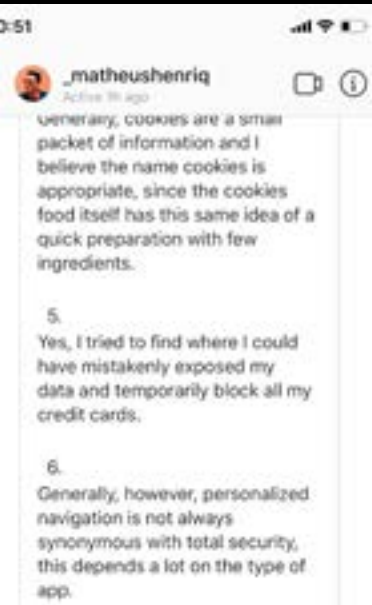 0:51
_matheushenriq
Active 1h ago
Generally, cookies are a small
packet of information and I
believe the name cookies is
appropriate, since the cookies
food itself has this same idea of a
quick preparation with few
ingredients.
5.
Yes, I tried to find where I could
have mistakenly exposed my
data and temporarily block all my
credit cards.
6.
Generally, however, personalized
navigation is not always
synonymous with total security,
this depends a lot on the type of
app.